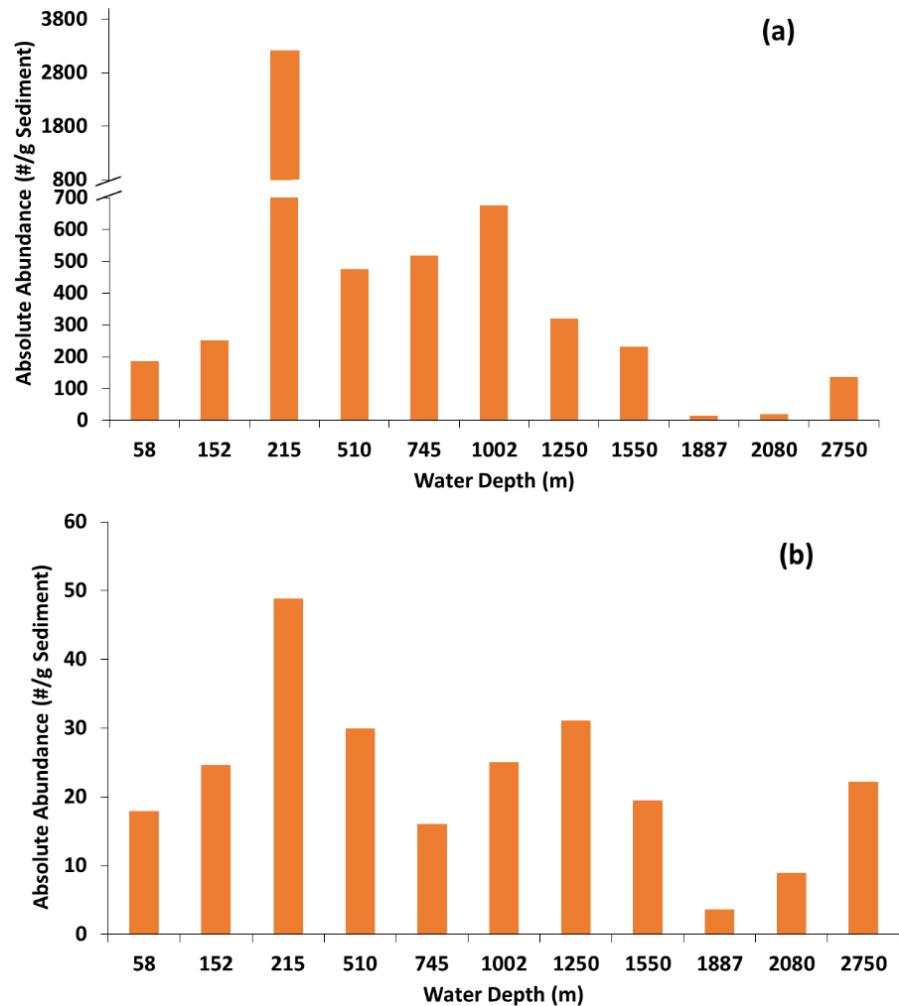 (a)
Absolute Abundance (#/g Sediment)
3800
2800
1800
800
700
600
500
400
300
200
100
0
58 152 215 510 745 1002 1250 1550 1887 2080 2750
Water Depth (m)
(b)
Absolute Abundance (#/g Sediment)
60
50
40
30
20
10
0
58 152 215 510 745 1002 1250 1550 1887 2080 2750
Water Depth (m)